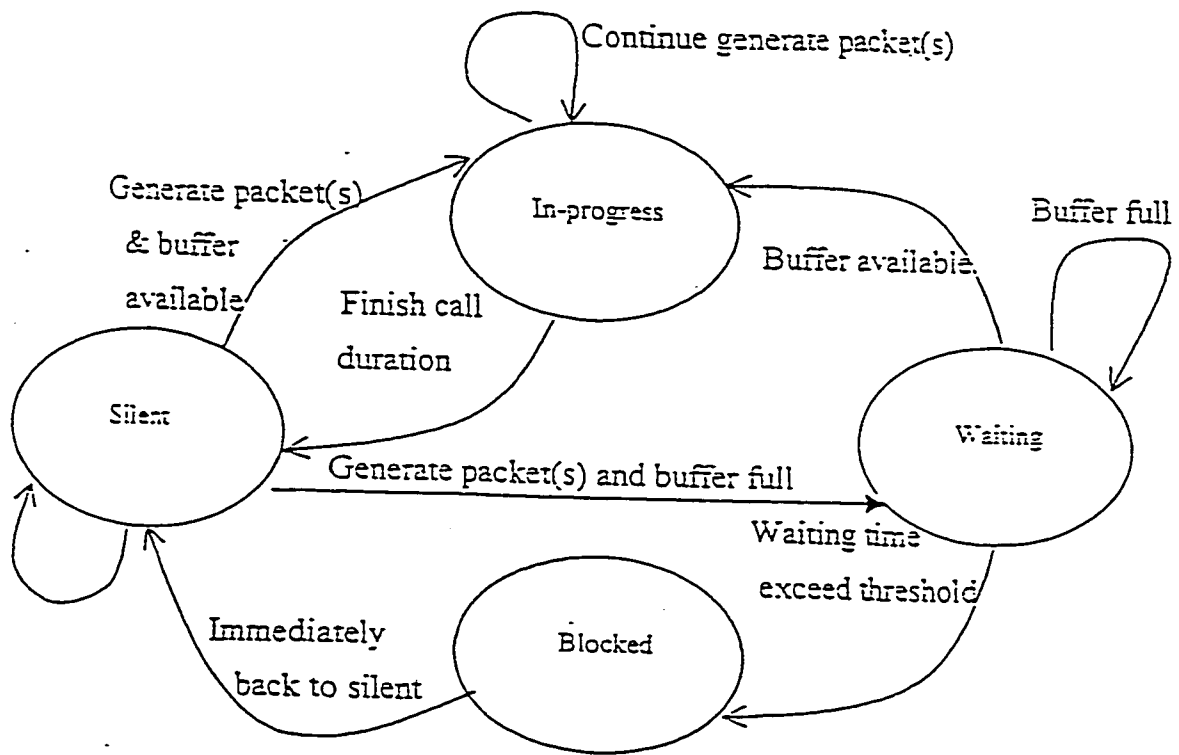 Continue generate packet(s)
Generate packet(s)
& buffer
available
In-progress
Buffer full
Buffer available
Finish call
duration
Silent
Waiting
Generate packet(s) and buffer full
Waiting time
exceed threshold
Immediately
back to silent
Blocked